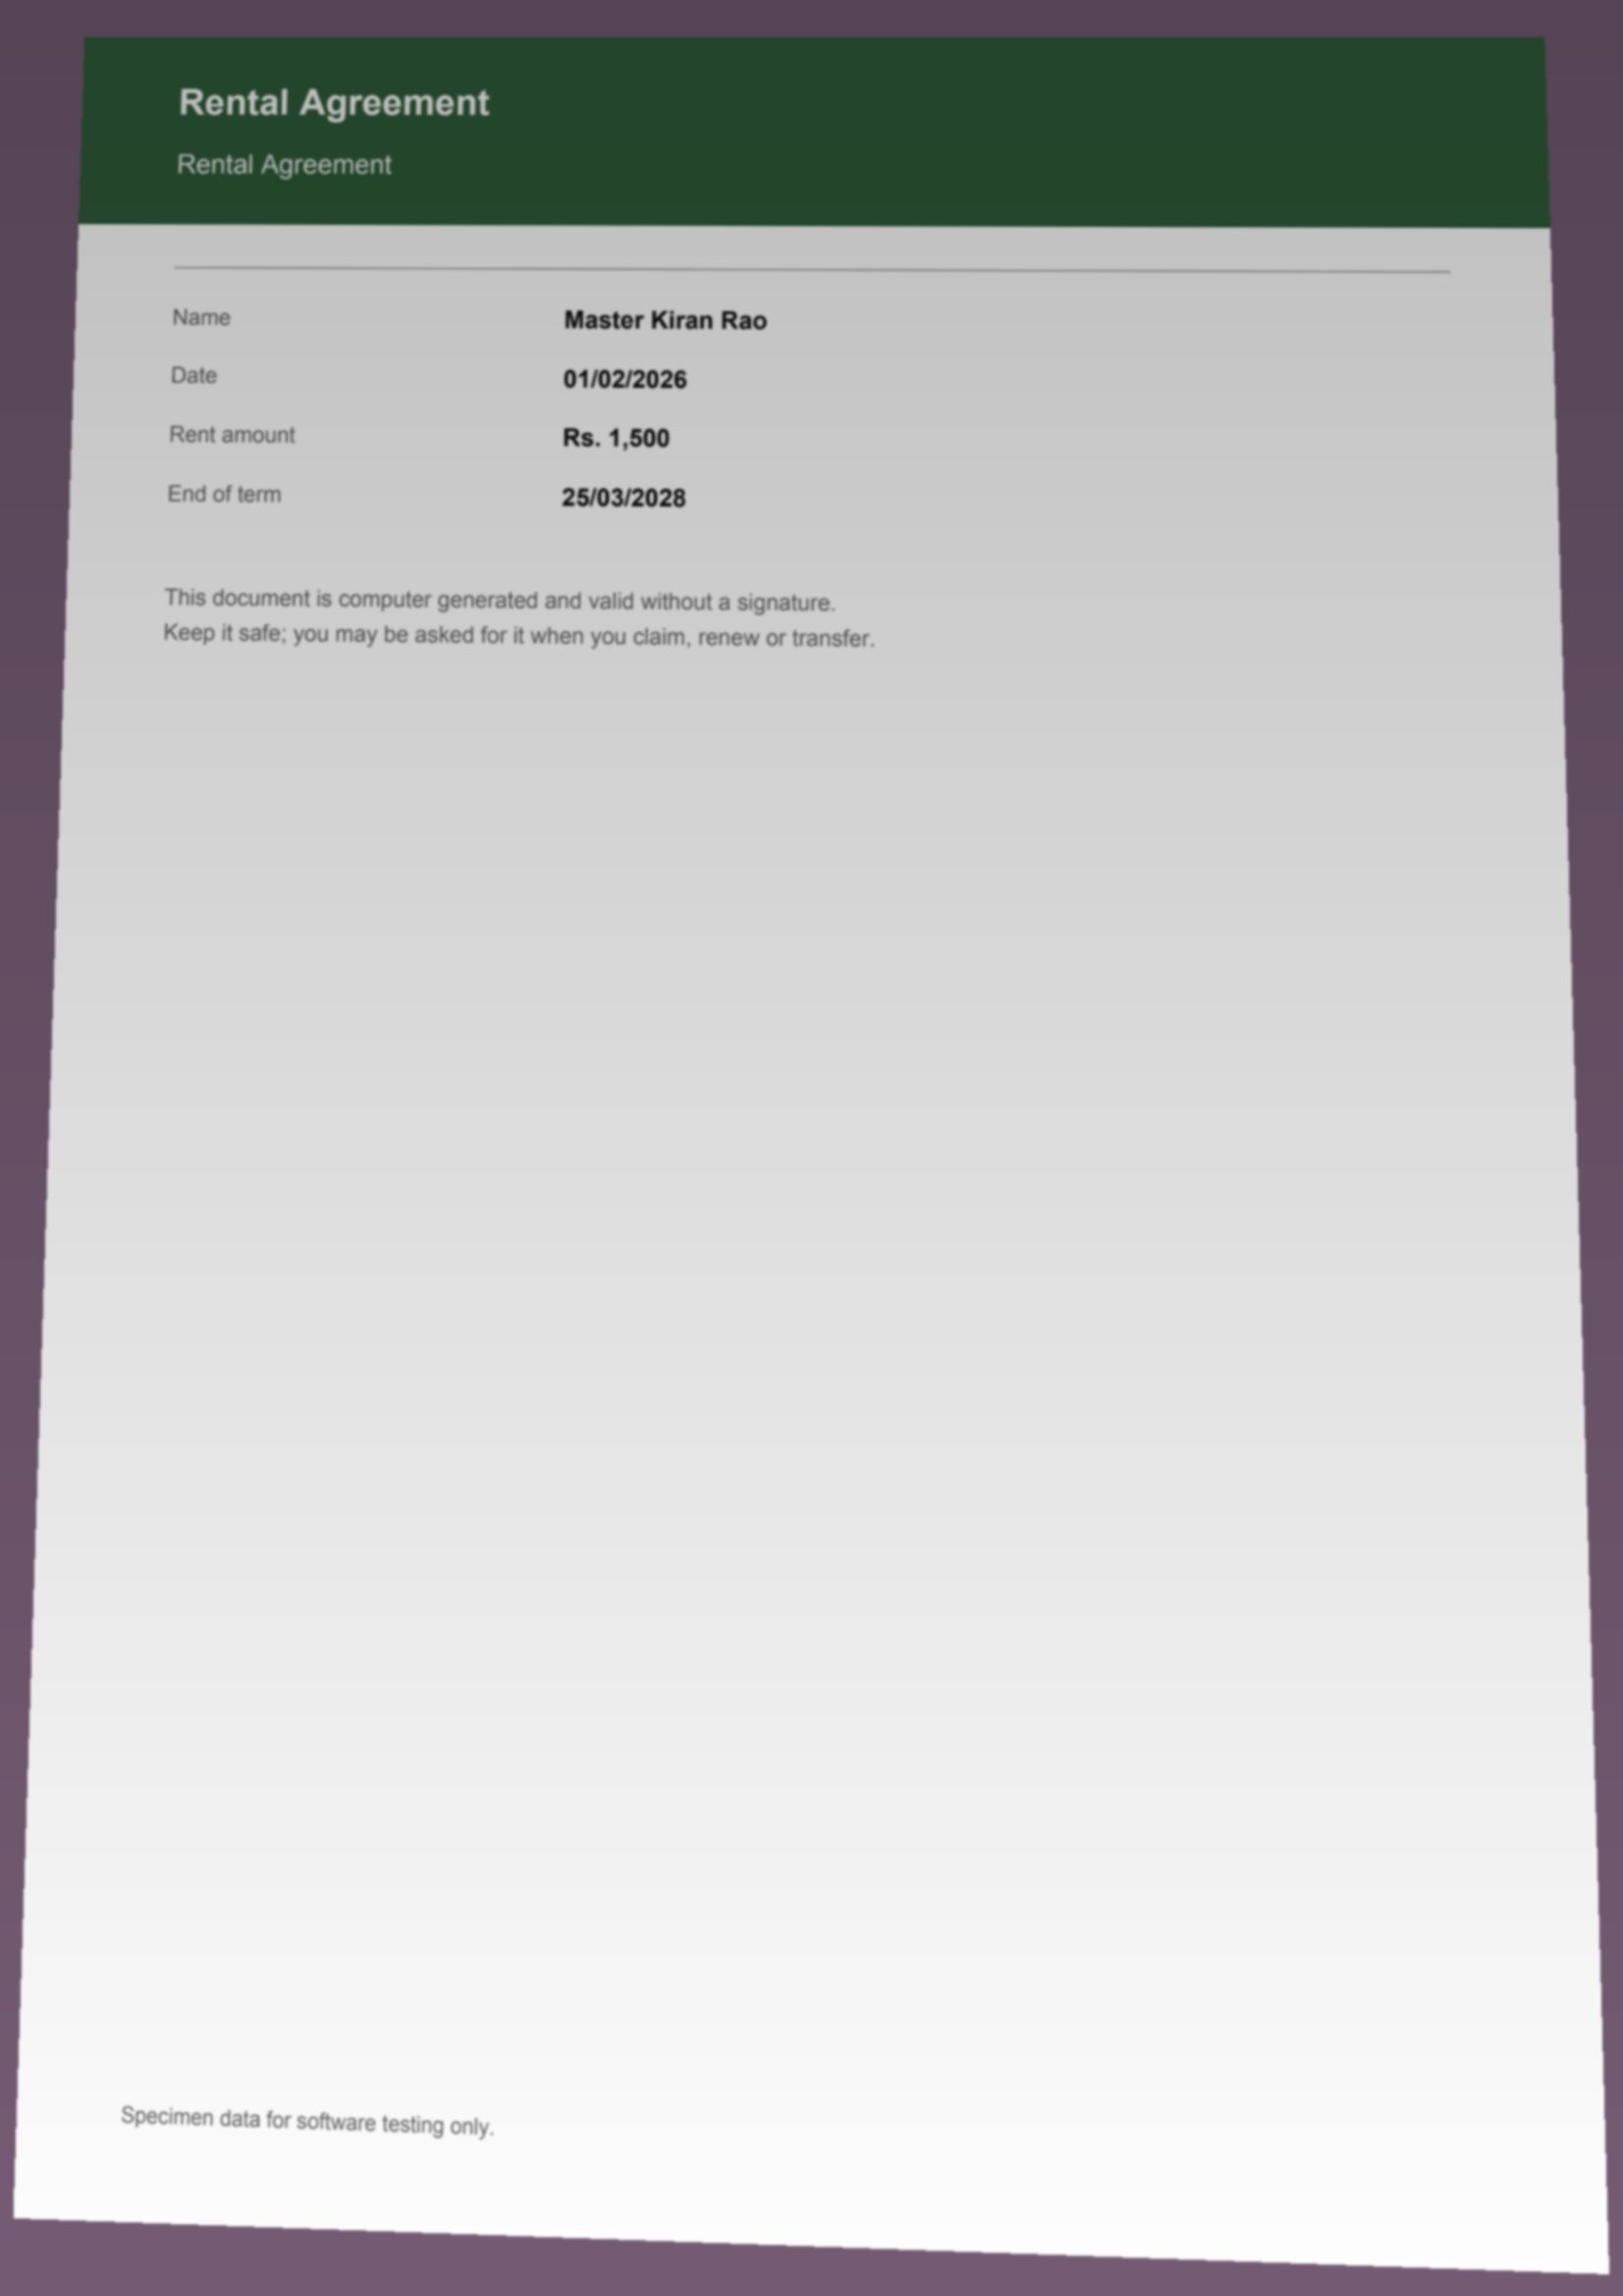 Rental Agreement
Rental Agreement
Name Master Kiran Rao
Date 01/02/2026
Rent amount Rs. 1,500
End of term 25/03/2028
This document is computer generated and valid without a signature.
Keep it safe; you may be asked for it when you claim, renew or transfer.
Specimen data for software testing only.